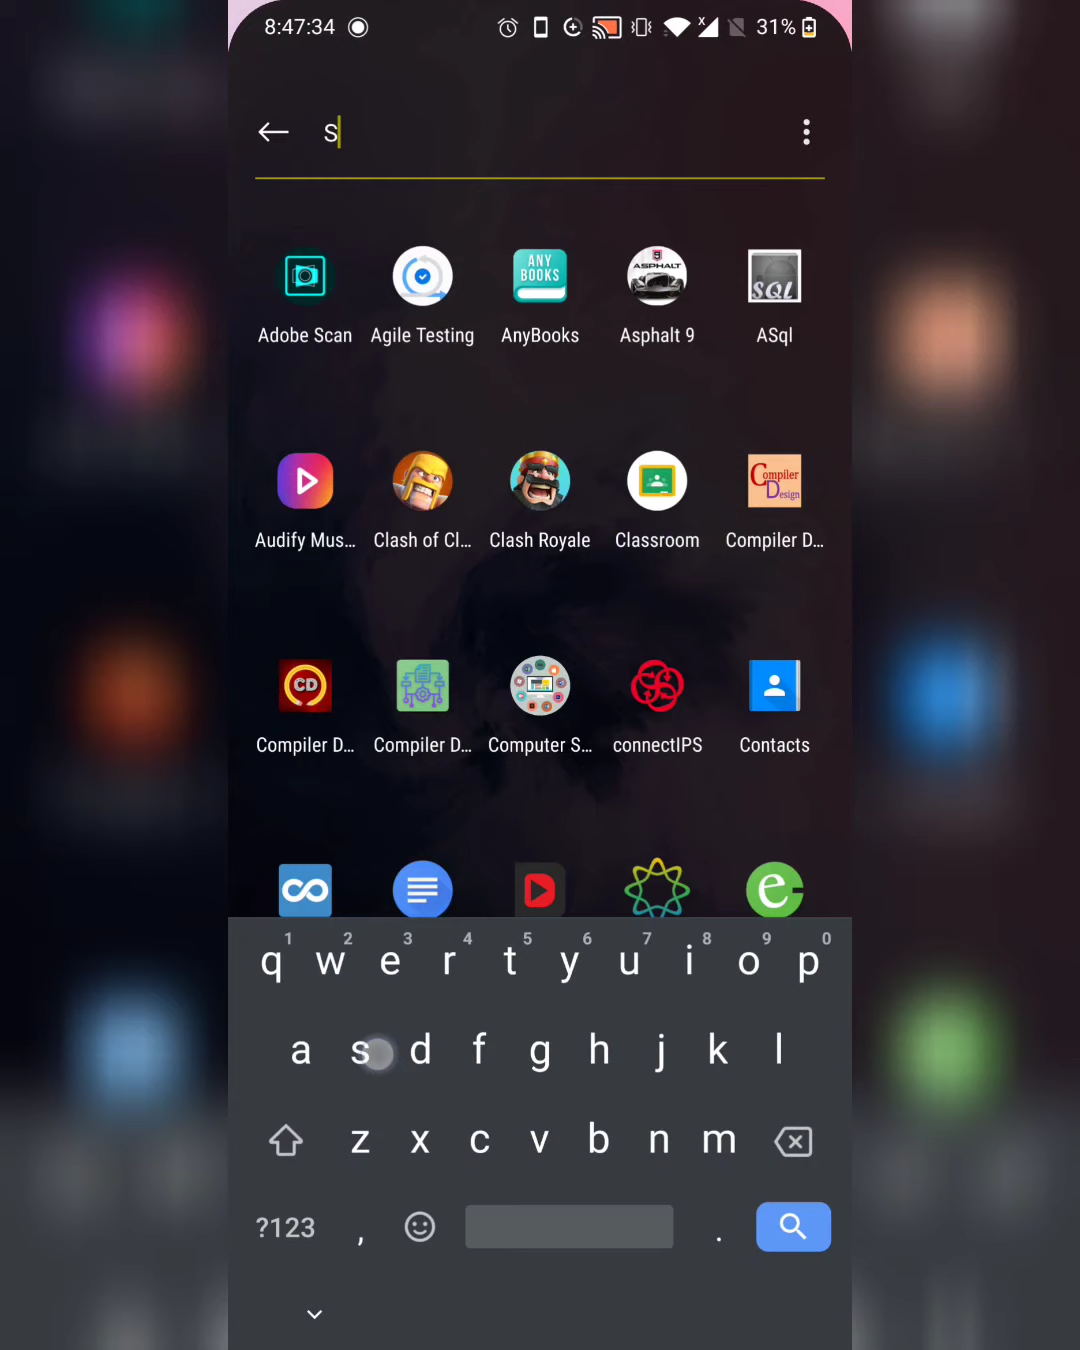 8:47:34 x 31%
S
ANY BOOKS ASPHALT SQL
Adobe Scan Agile Testing AnyBooks Asphalt 9 ASql
Compiler Design
Audify Mus... Clash of Cl... Clash Royale Classroom Compiler D...
CD
Compiler D... Compiler D... Computer S... connectIPS Contacts
e
1 2 3 4 5 6 7 8 9 0
q w e r t y u i o p
a s d f g h j k l
z x c v b n m
?123 , .